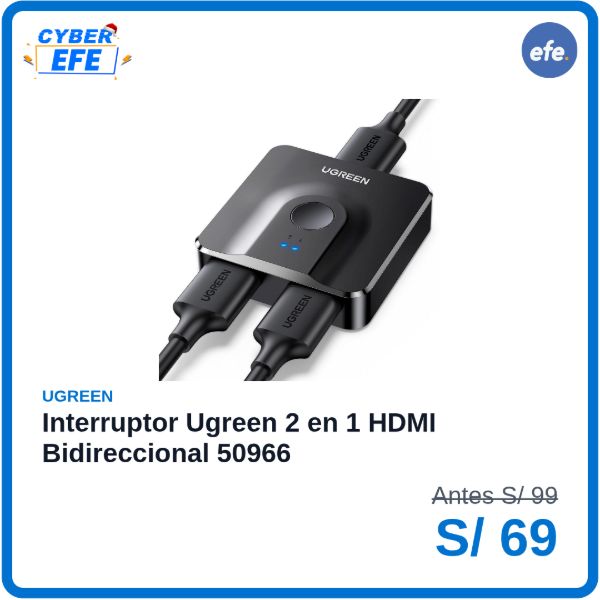 CYBER
EFE
efe.
UGREEN
UGREEN
UGREEN
UGREEN
UGREEN
Interruptor Ugreen 2 en 1 HDMI
Bidireccional 50966
Antes S/ 99
S/ 69